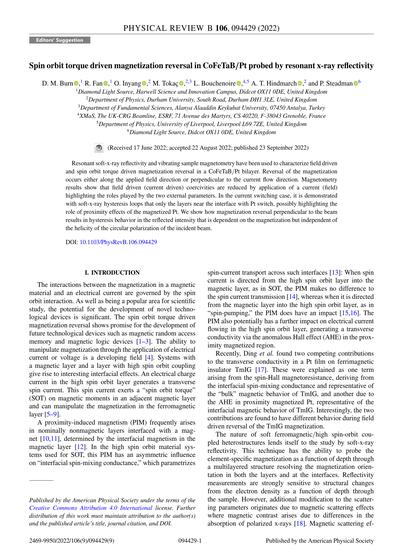 PHYSICAL REVIEW B 106, 094429 (2022)
Editors' Suggestion
Spin orbit torque driven magnetization reversal in CoFeTaB/Pt probed by resonant x-ray reflectivity
D. M. Burn, 1 R. Fan, 1 O. Inyang, 2 M. Tokaç, 2,3 L. Bouchenoire, 4,5 A. T. Hindmarch, 2 and P. Steadman 6
1 Diamond Light Source, Harwell Science and Innovation Campus, Didcot OX11 0DE, United Kingdom
2 Department of Physics, Durham University, South Road, Durham DH1 3LE, United Kingdom
3 Department of Fundamental Sciences, Alanya Alaaddin Keykubat University, 07450 Antalya, Turkey
4 XMaS, The UK-CRG Beamline, ESRF, 71 Avenue des Martyrs, CS 40220, F-38043 Grenoble, France
5 Department of Physics, University of Liverpool, Liverpool L69 7ZE, United Kingdom
6 Diamond Light Source, Didcot OX11 0DE, United Kingdom
(Received 17 June 2022; accepted 22 August 2022; published 23 September 2022)
Resonant soft-x-ray reflectivity and vibrating sample magnetometry have been used to characterize field driven
and spin orbit torque driven magnetization reversal in a CoFeTaB/Pt bilayer. Reversal of the magnetization
occurs either along the applied field direction or perpendicular to the current flow direction. Magnetometry
results show that field driven (current driven) coercivities are reduced by application of a current (field)
highlighting the roles played by the two external parameters. In the current switching case, it is demonstrated
with soft-x-ray hysteresis loops that only the layers near the interface with Pt switch, possibly highlighting the
role of proximity effects of the magnetized Pt. We show how magnetization reversal perpendicular to the beam
results in hysteresis behavior in the reflected intensity that is dependent on the magnetization but independent of
the helicity of the circular polarization of the incident beam.
DOI: 10.1103/PhysRevB.106.094429
I. INTRODUCTION
The interactions between the magnetization in a magnetic
material and an electrical current are governed by the spin
orbit interaction. As well as being a popular area for scientific
study, the potential for the development of novel techno-
logical devices is significant. The spin orbit torque driven
magnetization reversal shows promise for the development of
future technological devices such as magnetic random access
memory and magnetic logic devices [1–3]. The ability to
manipulate magnetization through the application of electrical
current or voltage is a developing field [4]. Systems with
a magnetic layer and a layer with high spin orbit coupling
give rise to interesting interfacial effects. An electrical charge
current in the high spin orbit layer generates a transverse
spin current. This spin current exerts a "spin orbit torque"
(SOT) on magnetic moments in an adjacent magnetic layer
and can manipulate the magnetization in the ferromagnetic
layer [5–9].
A proximity-induced magnetism (PIM) frequently arises
in nominally nonmagnetic layers interfaced with a mag-
net [10,11], determined by the interfacial magnetism in the
magnetic layer [12]. In the high spin orbit material sys-
tems used for SOT, this PIM has an asymmetric influence
on "interfacial spin-mixing conductance," which parametrizes
Published by the American Physical Society under the terms of the
Creative Commons Attribution 4.0 International license. Further
distribution of this work must maintain attribution to the author(s)
and the published article's title, journal citation, and DOI.
spin-current transport across such interfaces [13]: When spin
current is directed from the high spin orbit layer into the
magnetic layer, as in SOT, the PIM makes no difference to
the spin current transmission [14], whereas when it is directed
from the magnetic layer into the high spin orbit layer, as in
"spin-pumping," the PIM does have an impact [15,16]. The
PIM also potentially has a further impact on electrical current
flowing in the high spin orbit layer, generating a transverse
conductivity via the anomalous Hall effect (AHE) in the prox-
imity magnetized region.
Recently, Ding et al. found two competing contributions
to the transverse conductivity in a Pt film on ferrimagnetic
insulator TmIG [17]. These were explained as one term
arising from the spin-Hall magnetoresistance, deriving from
the interfacial spin-mixing conductance and representative of
the "bulk" magnetic behavior of TmIG, and another due to
the AHE in proximity magnetized Pt, representative of the
interfacial magnetic behavior of TmIG. Interestingly, the two
contributions are found to have different behavior during field
driven reversal of the TmIG magnetization.
The nature of soft ferromagnetic/high spin-orbit cou-
pled heterostructures lends itself to study by soft-x-ray
reflectivity. This technique has the ability to probe the
element-specific magnetization as a function of depth through
a multilayered structure resolving the magnetization orien-
tation in both the layers and at the interfaces. Reflectivity
measurements are strongly sensitive to structural changes
from the electron density as a function of depth through
the sample. However, additional modification to the scatter-
ing parameters originates due to magnetic scattering effects
where magnetic contrast arises due to differences in the
absorption of polarized x-rays [18]. Magnetic scattering ef-
2469-9950/2022/106(9)/094429(9)
094429-1
Published by the American Physical Society